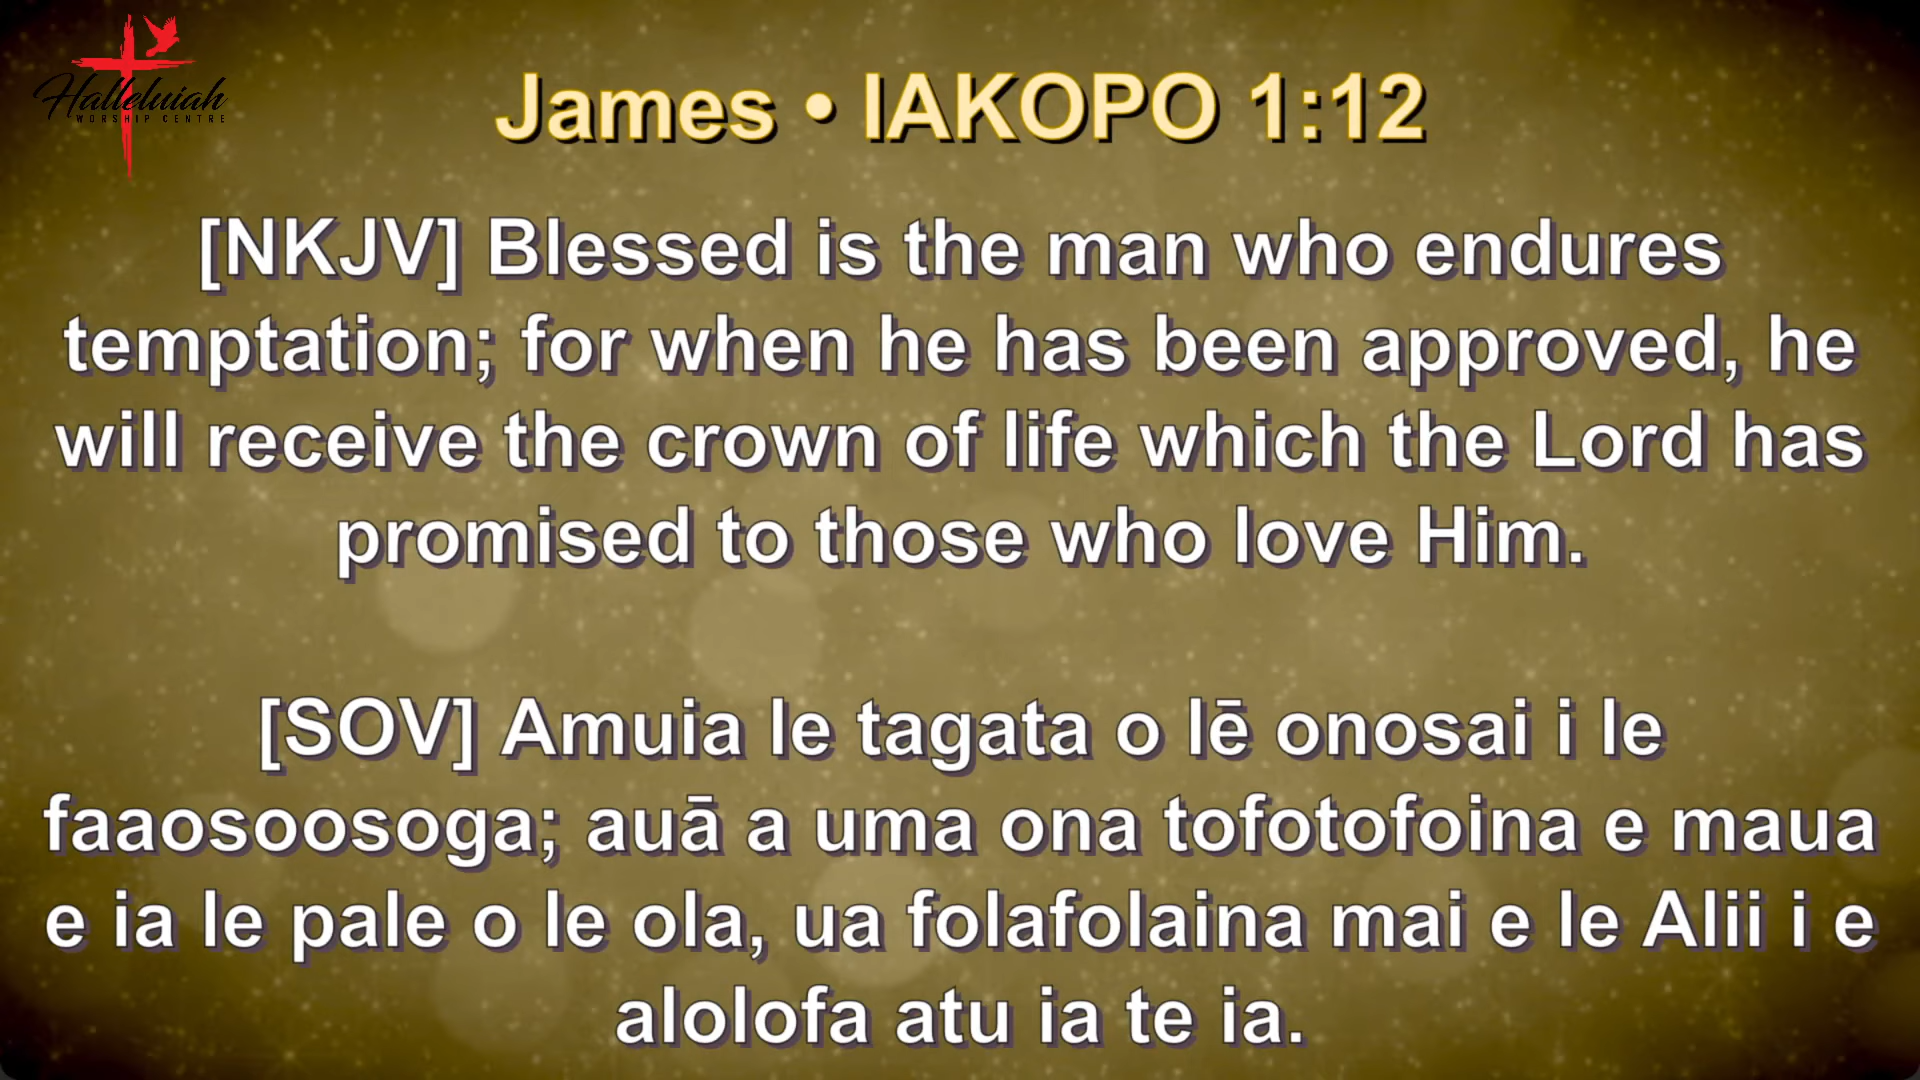 Halleluiah
WORSHIP CENTRE
James • IAKOPO 1:12
[NKJV] Blessed is the man who endures
temptation; for when he has been approved, he
will receive the crown of life which the Lord has
promised to those who love Him.
[SOV] Amuia le tagata o lē onosai i le
faaosoosoga; auā a uma ona tofotofoina e maua
e ia le pale o le ola, ua folafolaina mai e le Alii i e
alolofa atu ia te ia.